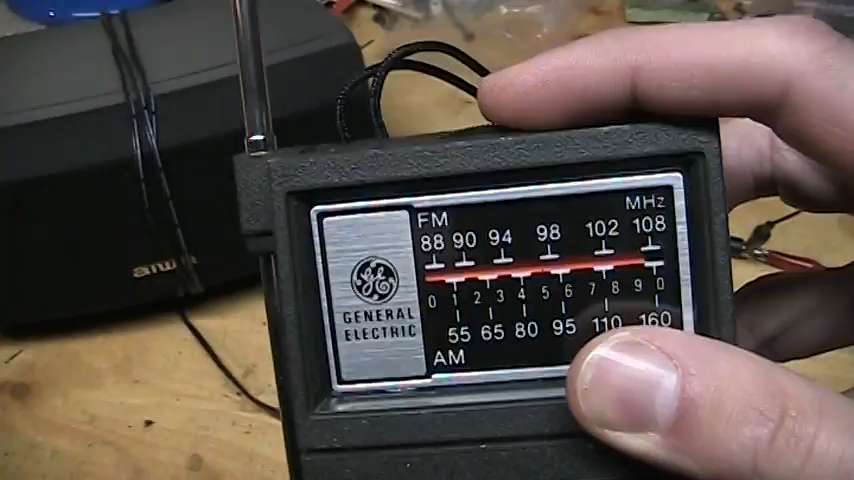 aiwa
FM MHz
88 90 94 98 102 108
0 1 2 3 4 5 6 7 8 9 0
55 65 80 95 110 160
AM
GE
GENERAL
ELECTRIC